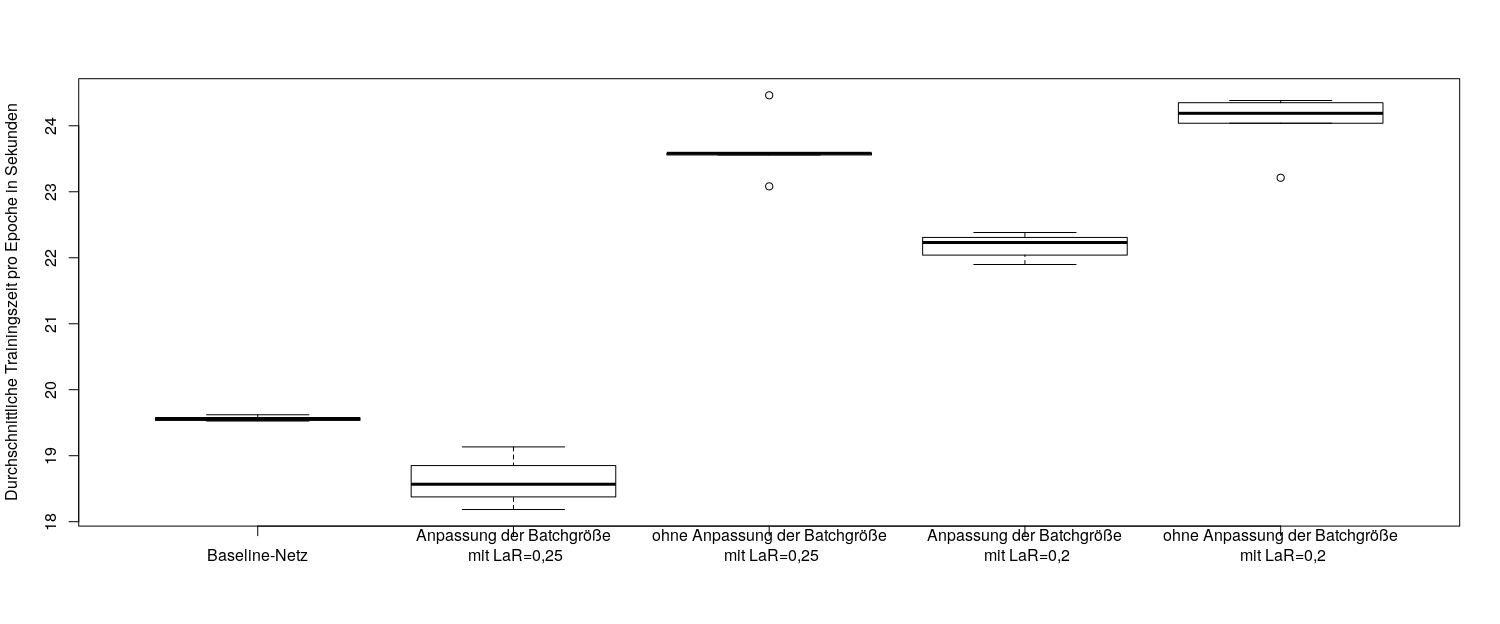 Durchschnittliche Trainingszeit pro Epoche in Sekunden
24
23
22
21
20
19
18
Baseline-Netz
Anpassung der Batchgröße
mit LaR=0,25
ohne Anpassung der Batchgröße
mit LaR=0,25
Anpassung der Batchgröße
mit LaR=0,2
ohne Anpassung der Batchgröße
mit LaR=0,2